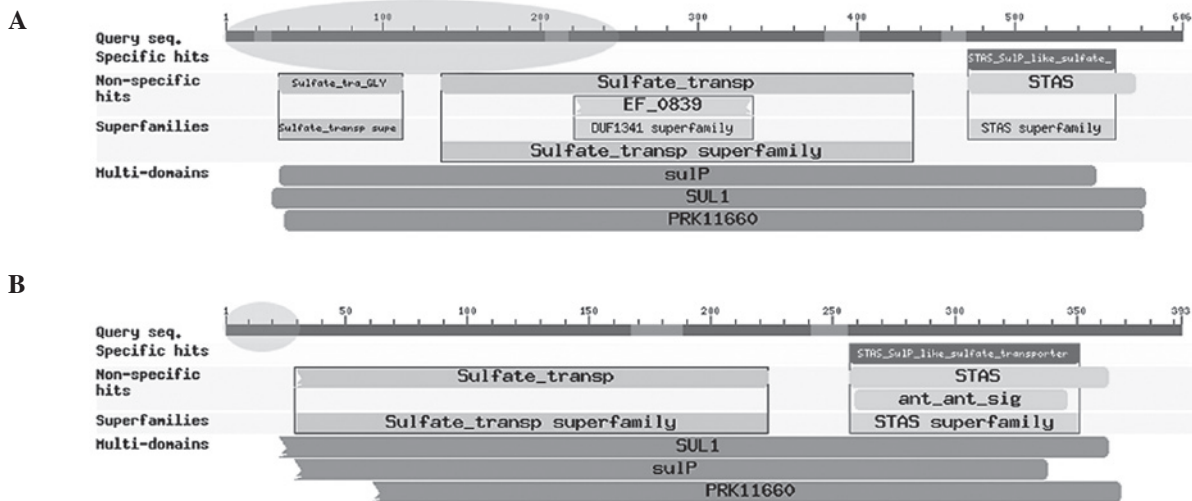 A
1 100 200 300 400 500 606
Query seq.
Specific hits
STAS_SulP_like_sulfate_
Non-specific hits
Sulfate_tra_GLY
Sulfate_transp
STAS
EF_0839
Superfamilies
Sulfate_transp supe
DUF1341 superfamily
STAS superfamily
Sulfate_transp superfamily
Multi-domains
sulP
SUL1
PRK11660
B
1 50 100 150 200 250 300 350 393
Query seq.
Specific hits
STAS_SulP_like_sulfate_transporter
Non-specific hits
Sulfate_transp
STAS
ant_ant_sig
Superfamilies
Sulfate_transp superfamily
STAS superfamily
Multi-domains
SUL1
sulP
PRK11660